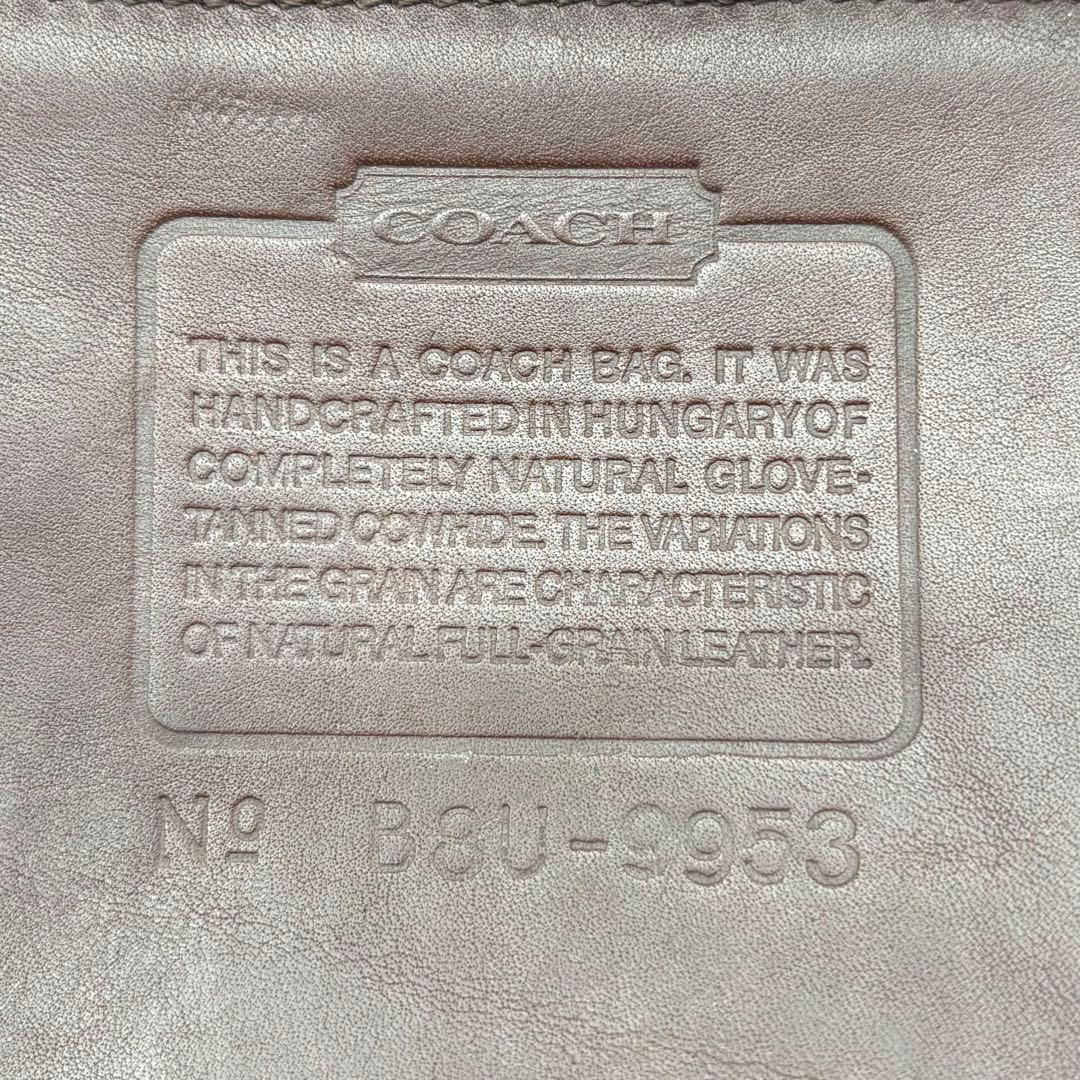 COACH
THIS IS A COACH BAG. IT WAS
HANDCRAFTED IN HUNGARY OF
COMPLETELY NATURAL GLOVE-
TANNED COWHIDE. THE VARIATIONS
IN THE GRAIN ARE CHARACTERISTIC
OF NATURAL FULL-GRAIN LEATHER.
Nº B8U-9953